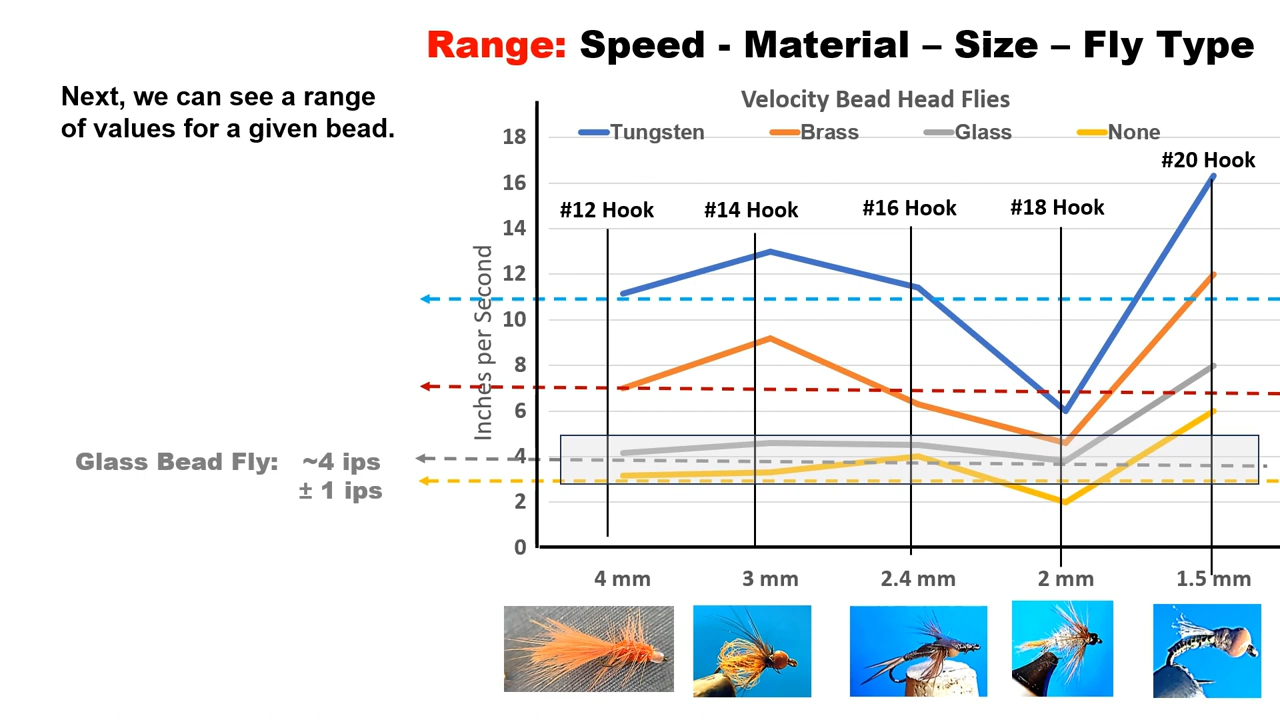 Range: Speed - Material – Size – Fly Type
Next, we can see a range
of values for a given bead.
Velocity Bead Head Flies
Tungsten Brass Glass None
#12 Hook #14 Hook #16 Hook #18 Hook #20 Hook
Inches per Second
18
16
14
12
10
8
6
4
2
0
Glass Bead Fly: ~4 ips
± 1 ips
4 mm 3 mm 2.4 mm 2 mm 1.5 mm